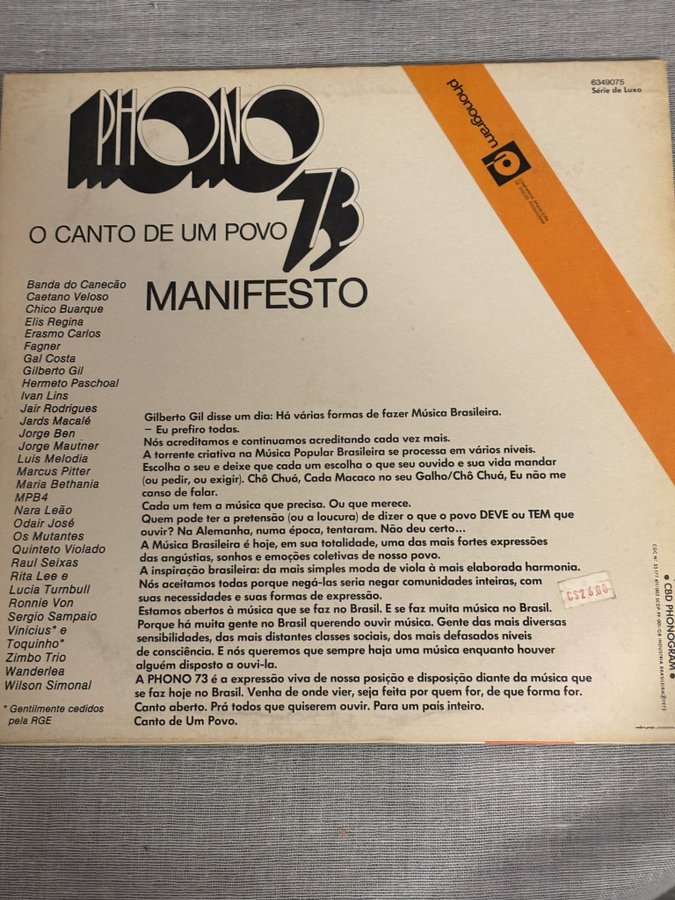 PHONO
73
O CANTO DE UM POVO
MANIFESTO
phonogram
COMPANHIA BRASILEIRA
DE DISCOS PHONOGRAM
6349075
Série de Luxo
Banda do Canecão
Caetano Veloso
Chico Buarque
Elis Regina
Erasmo Carlos
Fagner
Gal Costa
Gilberto Gil
Hermeto Paschoal
Ivan Lins
Jair Rodrigues
Jards Macalé
Jorge Ben
Jorge Mautner
Luis Melodia
Marcus Pitter
Maria Bethania
MPB4
Nara Leão
Odair José
Os Mutantes
Quinteto Violado
Raul Seixas
Rita Lee e
Lucia Turnbull
Ronnie Von
Sergio Sampaio
Vinicius* e
Toquinho*
Zimbo Trio
Wanderlea
Wilson Simonal
* Gentilmente cedidos
pela RGE
Gilberto Gil disse um dia: Há várias formas de fazer Música Brasileira.
– Eu prefiro todas.
Nós acreditamos e continuamos acreditando cada vez mais.
A torrente criativa na Música Popular Brasileira se processa em vários níveis.
Escolha o seu e deixe que cada um escolha o que seu ouvido e sua vida mandar
(ou pedir, ou exigir). Chô Chuá, Cada Macaco no seu Galho/Chô Chuá, Eu não me
canso de falar.
Cada um tem a música que precisa. Ou que merece.
Quem pode ter a pretensão (ou a loucura) de dizer o que o povo DEVE ou TEM que
ouvir? Na Alemanha, numa época, tentaram. Não deu certo...
A Música Brasileira é hoje, em sua totalidade, uma das mais fortes expressões
das angústias, sonhos e emoções coletivas de nosso povo.
A inspiração brasileira: da mais simples moda de viola à mais elaborada harmonia.
Nós aceitamos todas porque negá-las seria negar comunidades inteiras, com
suas necessidades e suas formas de expressão.
Estamos abertos à música que se faz no Brasil. E se faz muita música no Brasil.
Porque há muita gente no Brasil querendo ouvir música. Gente das mais diversas
sensibilidades, das mais distantes classes sociais, dos mais defasados níveis
de consciência. E nós queremos que sempre haja uma música enquanto houver
alguém disposto a ouvi-la.
A PHONO 73 é a expressão viva de nossa posição e disposição diante da música que
se faz hoje no Brasil. Venha de onde vier, seja feita por quem for, de que forma for.
Canto aberto. Prá todos que quiserem ouvir. Para um país inteiro.
Canto de Um Povo.
• CBD PHONOGRAM •